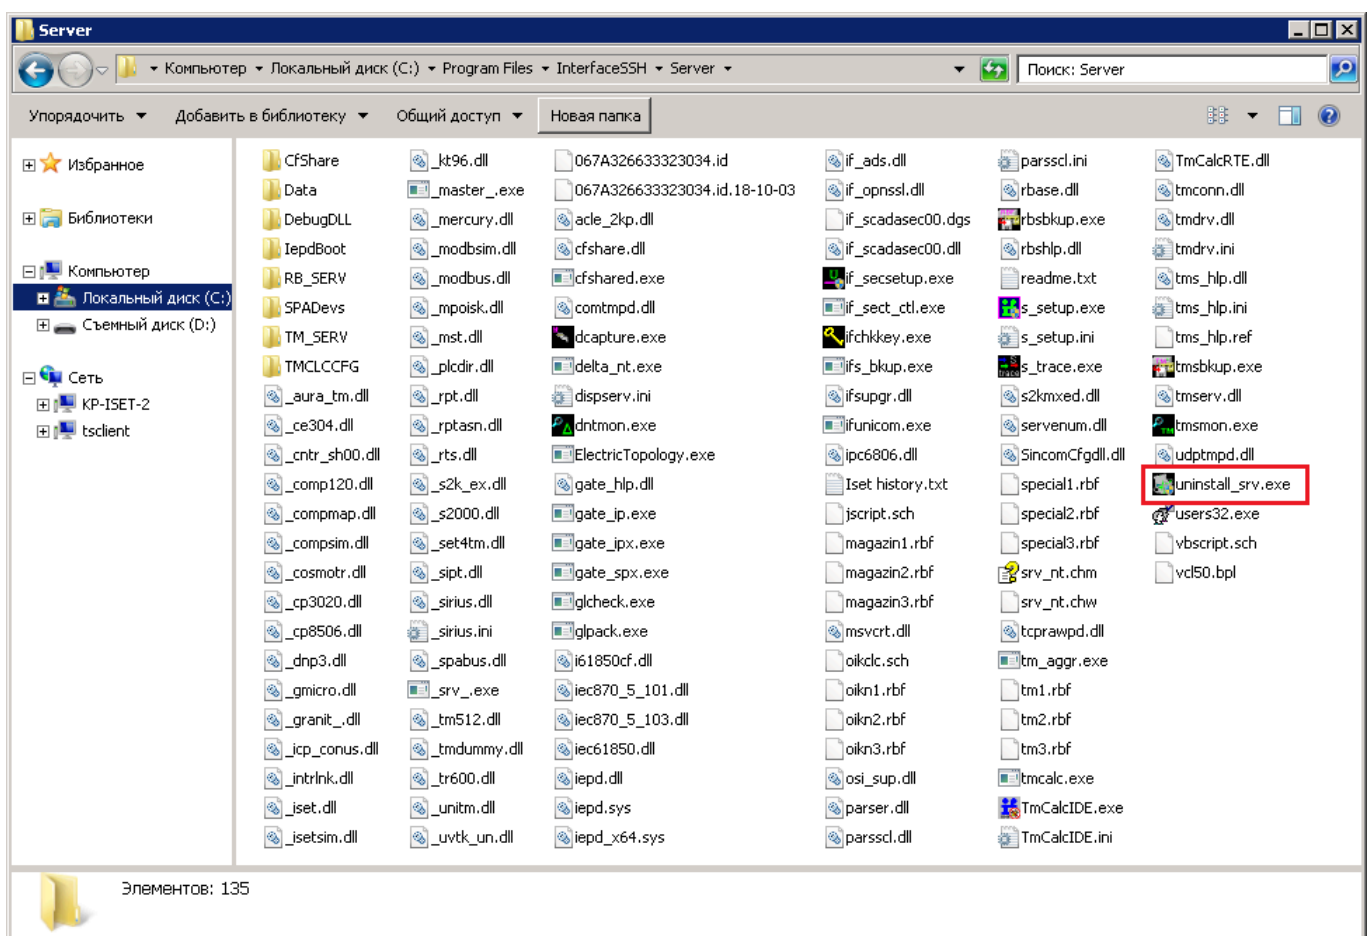 Server
Компьютер Локальный диск (C:) Program Files InterfaceSSH Server
Поиск: Server
Упорядочить Добавить в библиотеку Общий доступ Новая папка
Избранное
Библиотеки
Компьютер
Локальный диск (C:)
Съемный диск (D:)
Сеть
KP-ISET-2
tsclient
CfShare
Data
DebugDLL
IepdBoot
RB_SERV
SPADevs
TM_SERV
TMCLCCFG
_aura_tm.dll
_ce304.dll
_cntr_sh00.dll
_comp120.dll
_compmap.dll
_compsim.dll
_cosmotr.dll
_cp3020.dll
_cp8506.dll
_dnp3.dll
_gmicro.dll
_granit_.dll
_icp_conus.dll
_intrlnk.dll
_iset.dll
_isetsim.dll
_kt96.dll
_master_.exe
_mercury.dll
_modbsim.dll
_modbus.dll
_mpoisk.dll
_mst.dll
_plcdir.dll
_rpt.dll
_rptasn.dll
_rts.dll
_s2k_ex.dll
_s2000.dll
_set4tm.dll
_sipt.dll
_sirius.dll
_sirius.ini
_spabus.dll
_srv_.exe
_tm512.dll
_tmdummy.dll
_tr600.dll
_unitm.dll
_uvtk_un.dll
067A326633323034.id
067A326633323034.id.18-10-03
acle_2kp.dll
cfshare.dll
cfshared.exe
comtmpd.dll
dcapture.exe
delta_nt.exe
dispserv.ini
dntmon.exe
ElectricTopology.exe
gate_hlp.dll
gate_ip.exe
gate_ipx.exe
gate_spx.exe
glcheck.exe
glpack.exe
i61850cf.dll
iec870_5_101.dll
iec870_5_103.dll
iec61850.dll
iepd.dll
iepd.sys
iepd_x64.sys
if_ads.dll
if_opnssl.dll
if_scadasec00.dgs
if_scadasec00.dll
if_secsetup.exe
if_sect_ctl.exe
ifchkkey.exe
ifs_bkup.exe
ifsupgr.dll
ifunicom.exe
ipc6806.dll
Iset history.txt
jscript.sch
magazin1.rbf
magazin2.rbf
magazin3.rbf
msvcrt.dll
oikclc.sch
oikn1.rbf
oikn2.rbf
oikn3.rbf
osi_sup.dll
parser.dll
parsscl.dll
parsscl.ini
rbase.dll
rbsbkup.exe
rbshlp.dll
readme.txt
s_setup.exe
s_setup.ini
s_trace.exe
s2kmxed.dll
servenum.dll
SincomCfgdll.dll
special1.rbf
special2.rbf
special3.rbf
srv_nt.chm
srv_nt.chw
tcprawpd.dll
tm_aggr.exe
tm1.rbf
tm2.rbf
tm3.rbf
tmcalc.exe
TmCalcIDE.exe
TmCalcIDE.ini
TmCalcRTE.dll
tmconn.dll
tmdrv.dll
tmdrv.ini
tms_hlp.dll
tms_hlp.ini
tms_hlp.ref
tmsbkup.exe
tmserv.dll
tmsmon.exe
udptmpd.dll
uninstall_srv.exe
users32.exe
vbscript.sch
vcl50.bpl
Элементов: 135